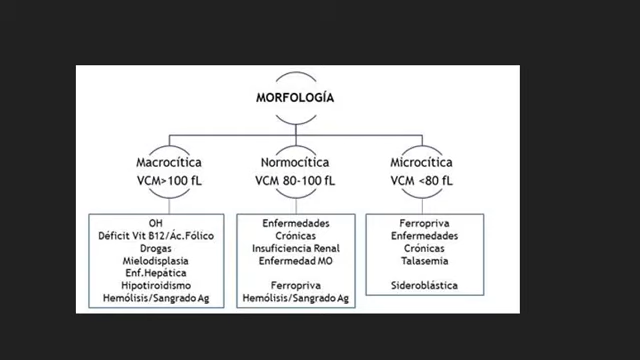 MORFOLOGÍA
Macrocítica
VCM>100 fL
Normocítica
VCM 80-100 fL
Microcítica
VCM <80 fL
OH
Déficit Vit B12/Ác.Fólico
Drogas
Mielodisplasia
Enf.Hepática
Hipotiroidismo
Hemólisis/Sangrado Ag
Enfermedades
Crónicas
Insuficiencia Renal
Enfermedad MO
Ferropriva
Hemólisis/Sangrado Ag
Ferropriva
Enfermedades
Crónicas
Talasemia
Sideroblástica